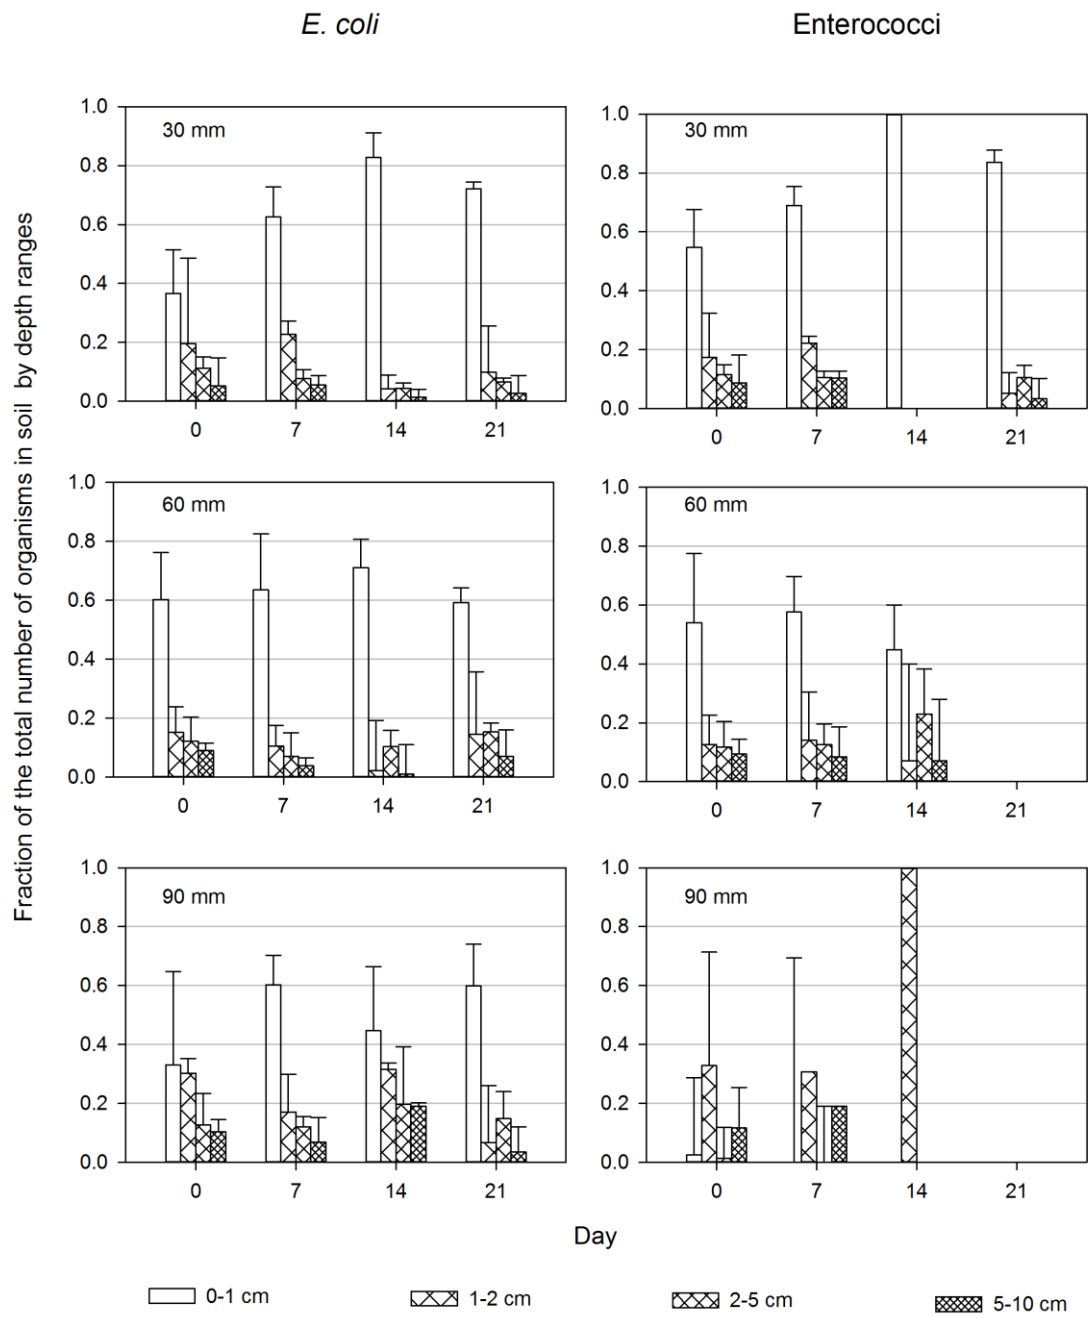 E. coli
Enterococci
Fraction of the total number of organisms in soil by depth ranges
1.0
0.8
0.6
0.4
0.2
0.0
30 mm
0 7 14 21
1.0
0.8
0.6
0.4
0.2
0.0
30 mm
0 7 14 21
1.0
0.8
0.6
0.4
0.2
0.0
60 mm
0 7 14 21
1.0
0.8
0.6
0.4
0.2
0.0
60 mm
0 7 14 21
1.0
0.8
0.6
0.4
0.2
0.0
90 mm
0 7 14 21
1.0
0.8
0.6
0.4
0.2
0.0
90 mm
0 7 14 21
Day
0-1 cm
1-2 cm
2-5 cm
5-10 cm